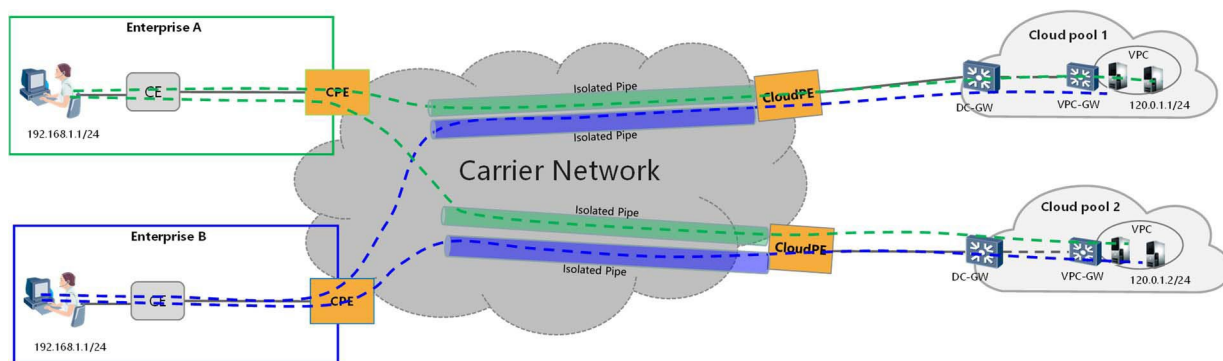 Enterprise A
CE
CPE
192.168.1.1/24
Isolated Pipe
Isolated Pipe
CloudPE
Cloud pool 1
VPC
DC-GW
VPC-GW
120.0.1.1/24
Carrier Network
Enterprise B
CE
CPE
192.168.1.1/24
Isolated Pipe
Isolated Pipe
CloudPE
Cloud pool 2
VPC
DC-GW
VPC-GW
120.0.1.2/24